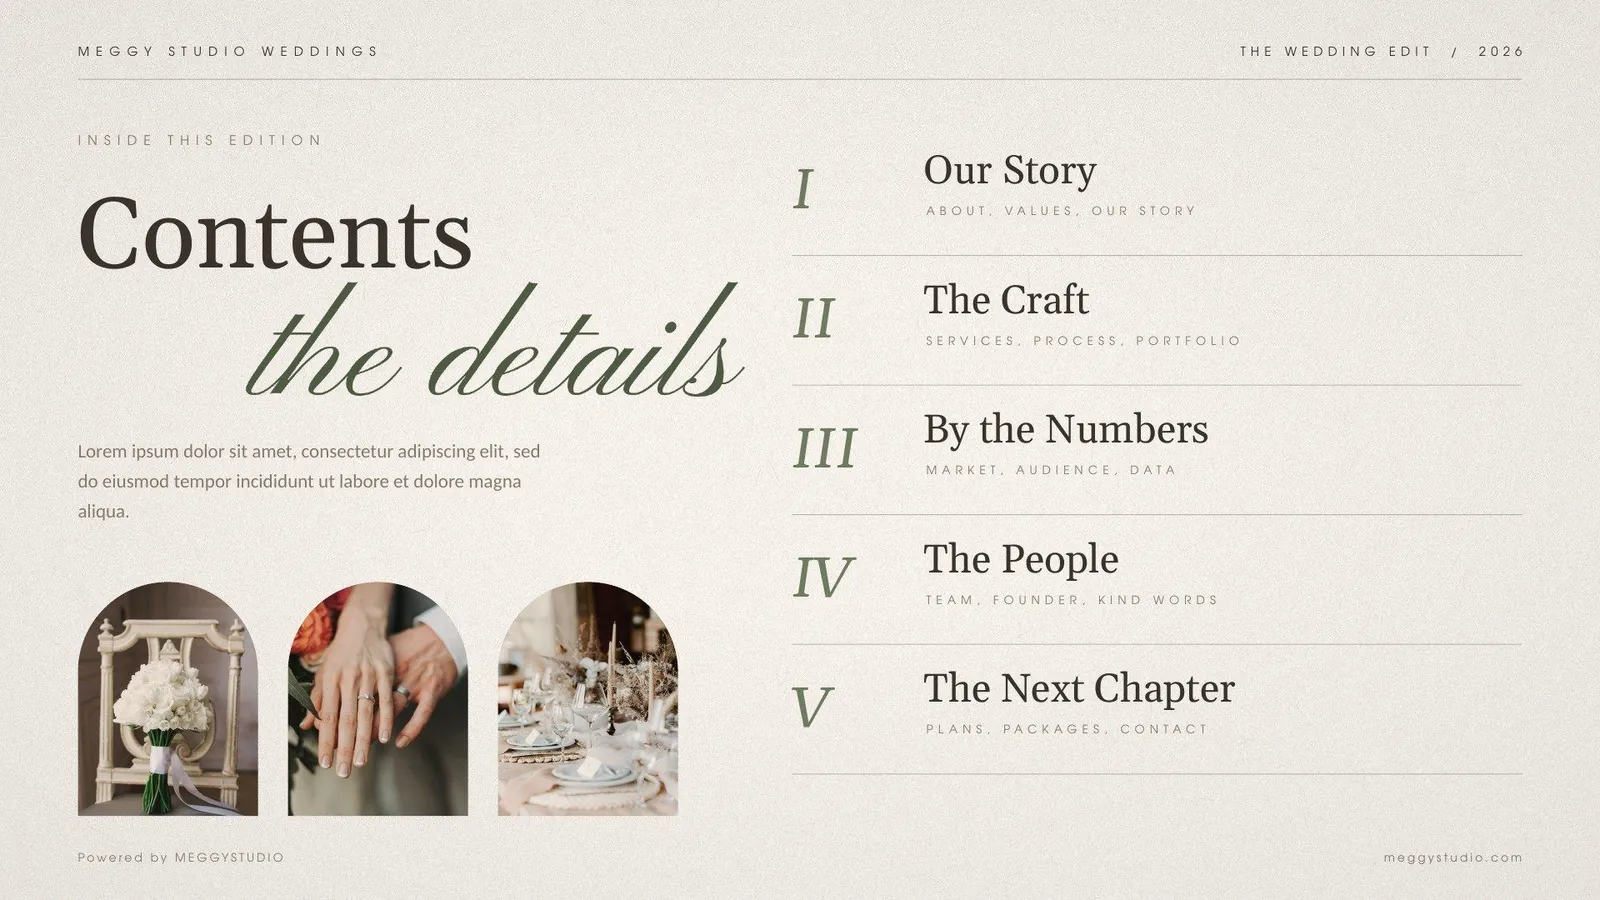 MEGGY STUDIO WEDDINGS
THE WEDDING EDIT / 2026
INSIDE THIS EDITION
Contents
the details
Lorem ipsum dolor sit amet, consectetur adipiscing elit, sed
do eiusmod tempor incididunt ut labore et dolore magna
aliqua.
I
Our Story
ABOUT, VALUES, OUR STORY
II
The Craft
SERVICES, PROCESS, PORTFOLIO
III
By the Numbers
MARKET, AUDIENCE, DATA
IV
The People
TEAM, FOUNDER, KIND WORDS
V
The Next Chapter
PLANS, PACKAGES, CONTACT
Powered by MEGGYSTUDIO
meggystudio.com